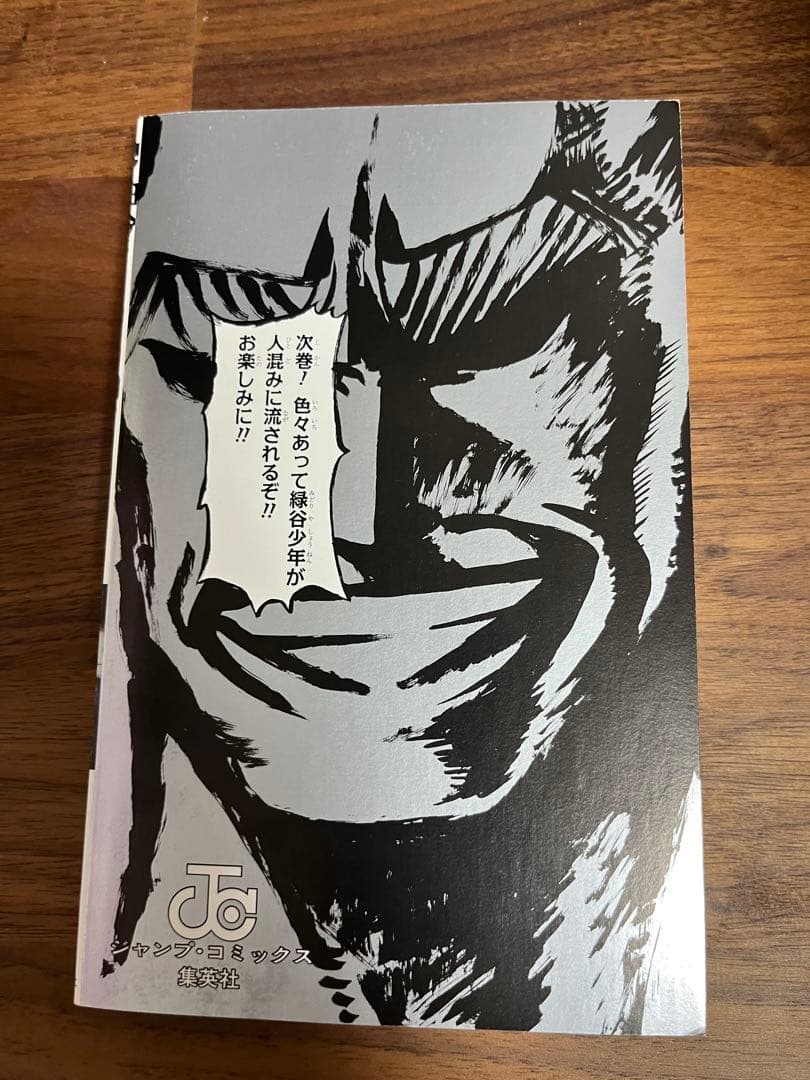 次巻! 色々あって緑谷少年が
人混みに流されるぞ!!
お楽しみに!!
JC
ジャンプ・コミックス
集英社